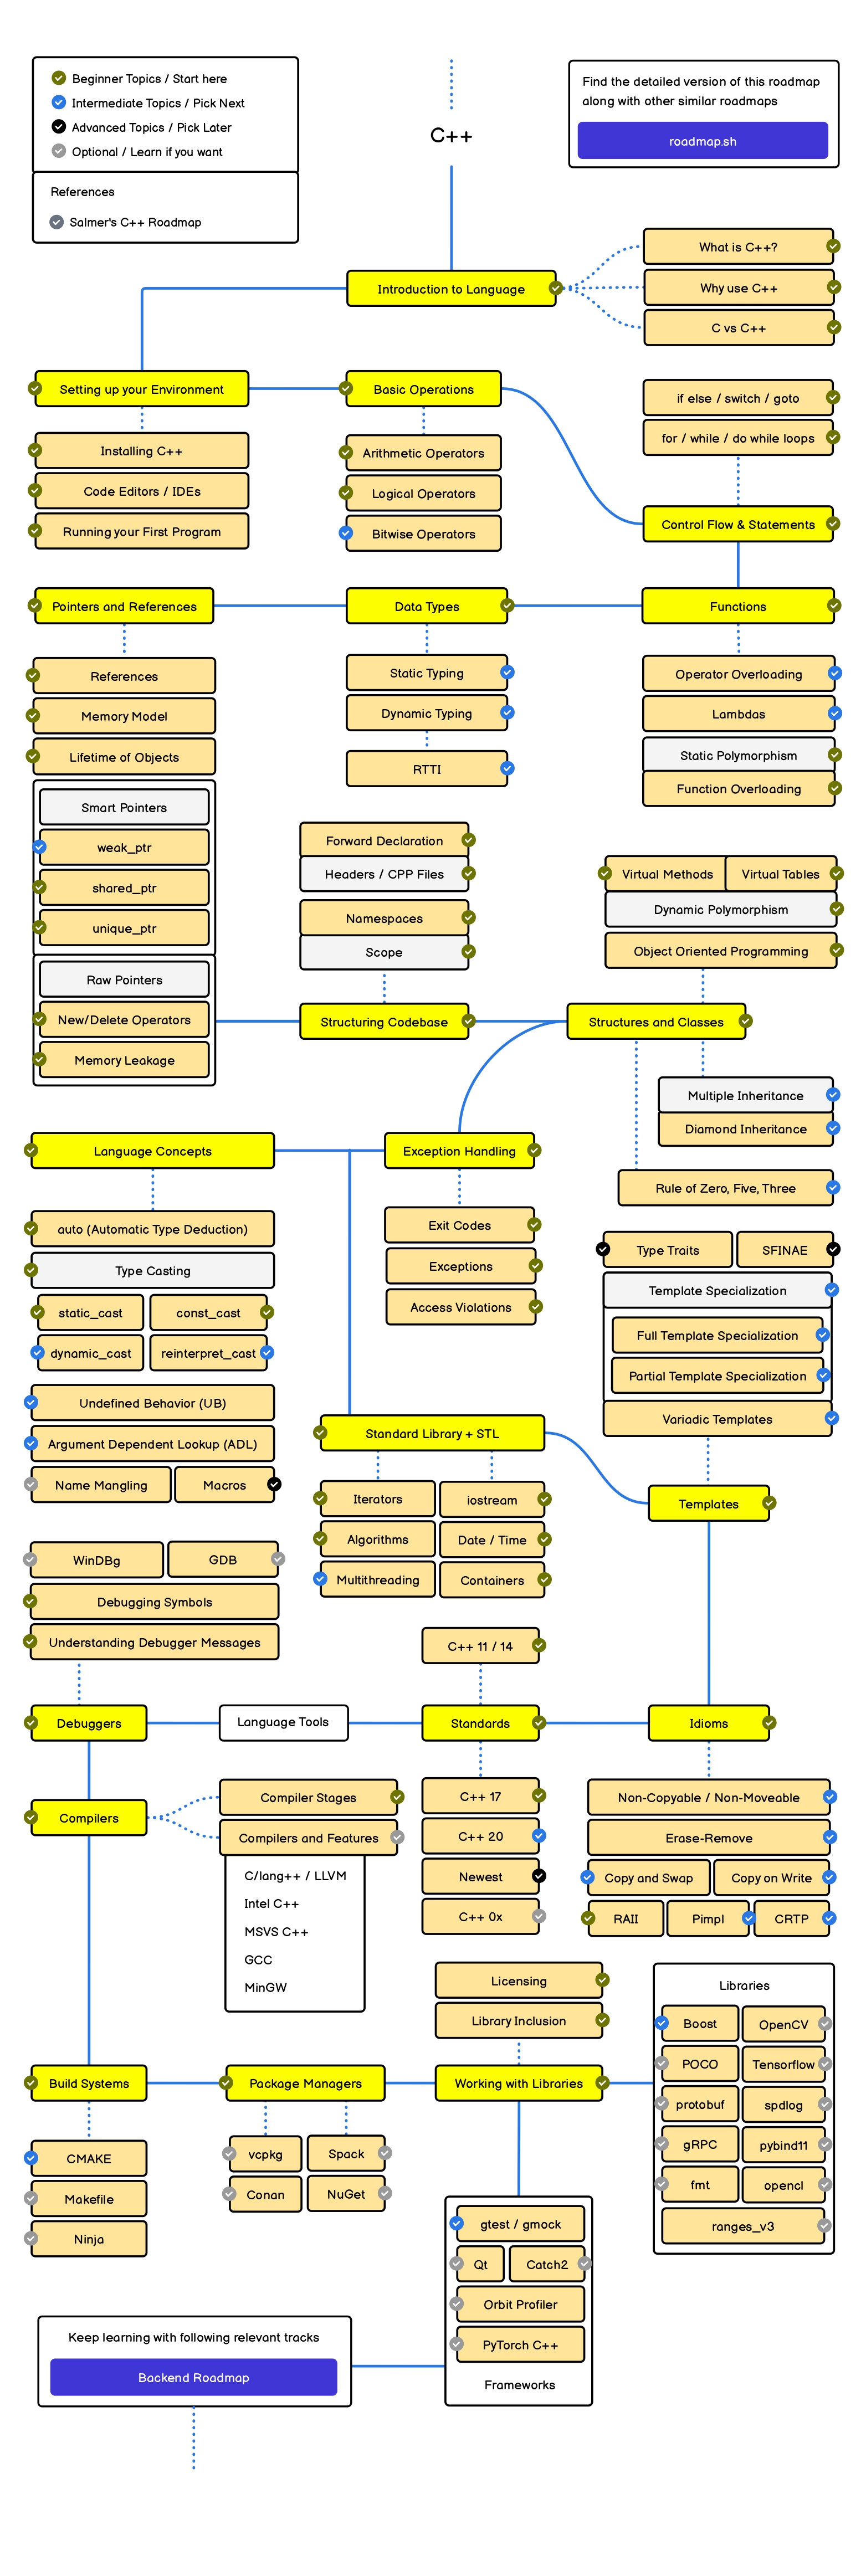 Beginner Topics / Start here
Intermediate Topics / Pick Next
Advanced Topics / Pick Later
Optional / Learn if you want
References
Salmer's C++ Roadmap
C++
Find the detailed version of this roadmap
along with other similar roadmaps
roadmap.sh
Introduction to Language
What is C++?
Why use C++
C vs C++
Setting up your Environment
Installing C++
Code Editors / IDEs
Running your First Program
Basic Operations
Arithmetic Operators
Logical Operators
Bitwise Operators
if else / switch / goto
for / while / do while loops
Control Flow & Statements
Pointers and References
Data Types
Functions
References
Memory Model
Lifetime of Objects
Smart Pointers
weak_ptr
shared_ptr
unique_ptr
Raw Pointers
New/Delete Operators
Memory Leakage
Static Typing
Dynamic Typing
RTTI
Operator Overloading
Lambdas
Static Polymorphism
Function Overloading
Forward Declaration
Headers / CPP Files
Namespaces
Scope
Structuring Codebase
Virtual Methods
Virtual Tables
Dynamic Polymorphism
Object Oriented Programming
Structures and Classes
Multiple Inheritance
Diamond Inheritance
Rule of Zero, Five, Three
Language Concepts
Exception Handling
auto (Automatic Type Deduction)
Type Casting
static_cast
const_cast
dynamic_cast
reinterpret_cast
Undefined Behavior (UB)
Argument Dependent Lookup (ADL)
Name Mangling
Macros
Exit Codes
Exceptions
Access Violations
Type Traits
SFINAE
Template Specialization
Full Template Specialization
Partial Template Specialization
Variadic Templates
Standard Library + STL
Iterators
iostream
Algorithms
Date / Time
Multithreading
Containers
Templates
WinDBg
GDB
Debugging Symbols
Understanding Debugger Messages
C++ 11 / 14
Debuggers
Language Tools
Standards
Idioms
Compilers
Compiler Stages
Compilers and Features
C/lang++ / LLVM
Intel C++
MSVS C++
GCC
MinGW
C++ 17
C++ 20
Newest
C++ 0x
Non-Copyable / Non-Moveable
Erase-Remove
Copy and Swap
Copy on Write
RAII
Pimpl
CRTP
Licensing
Library Inclusion
Build Systems
Package Managers
Working with Libraries
Libraries
Boost
OpenCV
POCO
Tensorflow
protobuf
spdlog
gRPC
pybind11
fmt
opencl
ranges_v3
CMAKE
Makefile
Ninja
vcpkg
Spack
Conan
NuGet
gtest / gmock
Qt
Catch2
Orbit Profiler
PyTorch C++
Frameworks
Keep learning with following relevant tracks
Backend Roadmap